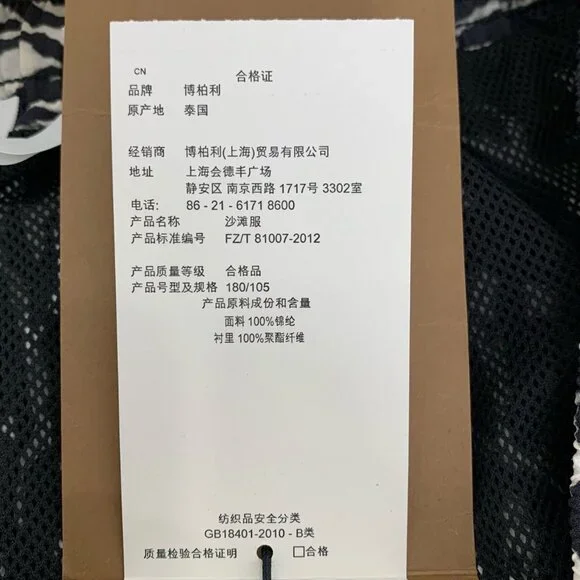 CN
合格证
品牌 博柏利
原产地 泰国
经销商 博柏利(上海)贸易有限公司
地址 上海会德丰广场
静安区 南京西路 1717号 3302室
电话: 86 - 21 - 6171 8600
产品名称 沙滩服
产品标准编号 FZ/T 81007-2012
产品质量等级 合格品
产品号型及规格 180/105
产品原料成份和含量
面料 100%锦纶
衬里 100%聚酯纤维
纺织品安全分类
GB18401-2010 - B类
质量检验合格证明 □合格